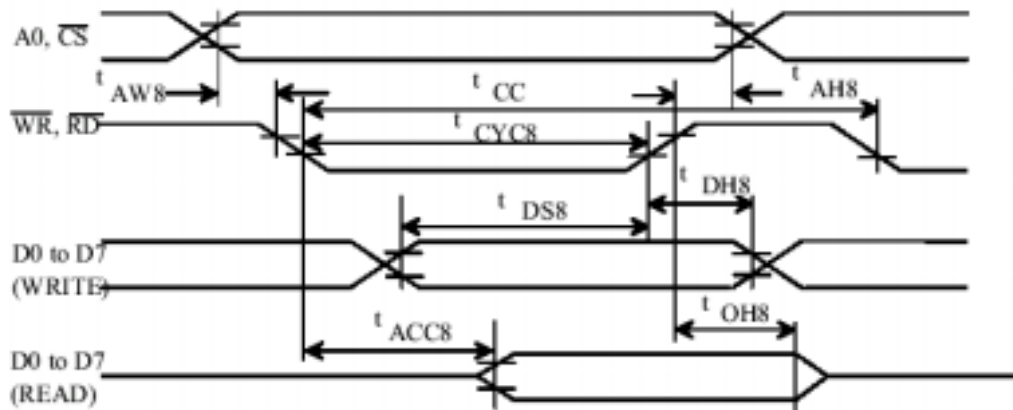 A0, CS
t AW8
t CC
t AH8
WR, RD
t CYC8
t DH8
t DS8
D0 to D7
(WRITE)
t OH8
t ACC8
D0 to D7
(READ)